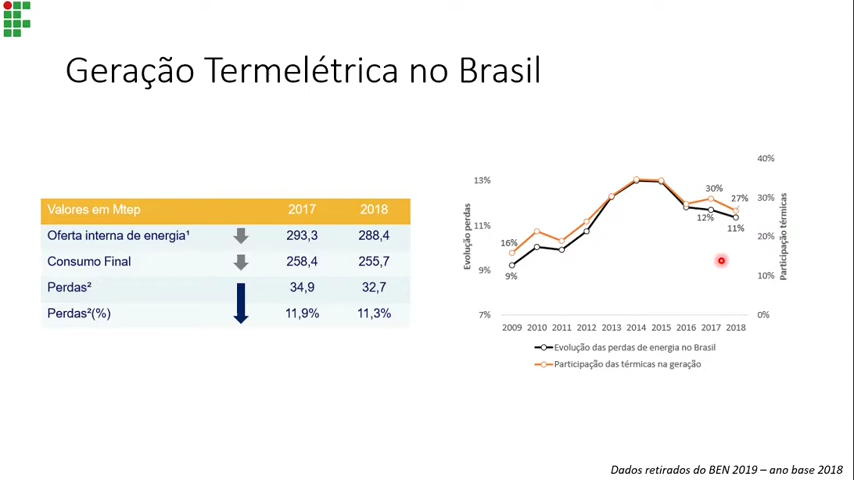 Geração Termelétrica no Brasil
Valores em Mtep 2017 2018
Oferta interna de energia¹ 293,3 288,4
Consumo Final 258,4 255,7
Perdas² 34,9 32,7
Perdas²(%) 11,9% 11,3%
40%
13% 30% 30%
27%
12%
11% 11%
16% 20%
9% 9% 10%
7% 0%
Evolução perdas
Participação térmicas
2009 2010 2011 2012 2013 2014 2015 2016 2017 2018
Evolução das perdas de energia no Brasil
Participação das térmicas na geração
Dados retirados do BEN 2019 – ano base 2018